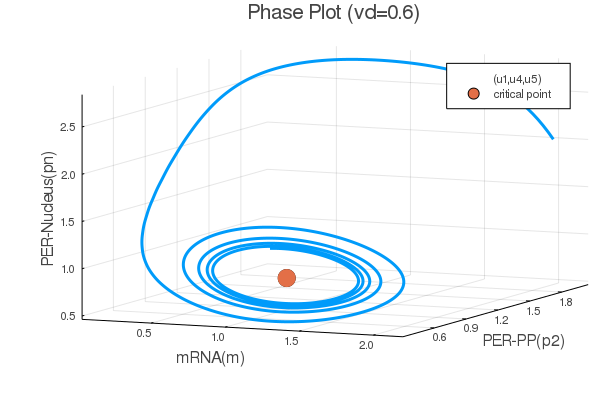 Phase Plot (vd=0.6)
(u1,u4,u5)
critical point
PER-Nucleus(pn)
2.5
2.0
1.5
1.0
0.5
0.5
1.0
1.5
2.0
mRNA(m)
0.6
0.9
1.2
1.5
1.8
PER-PP(p2)